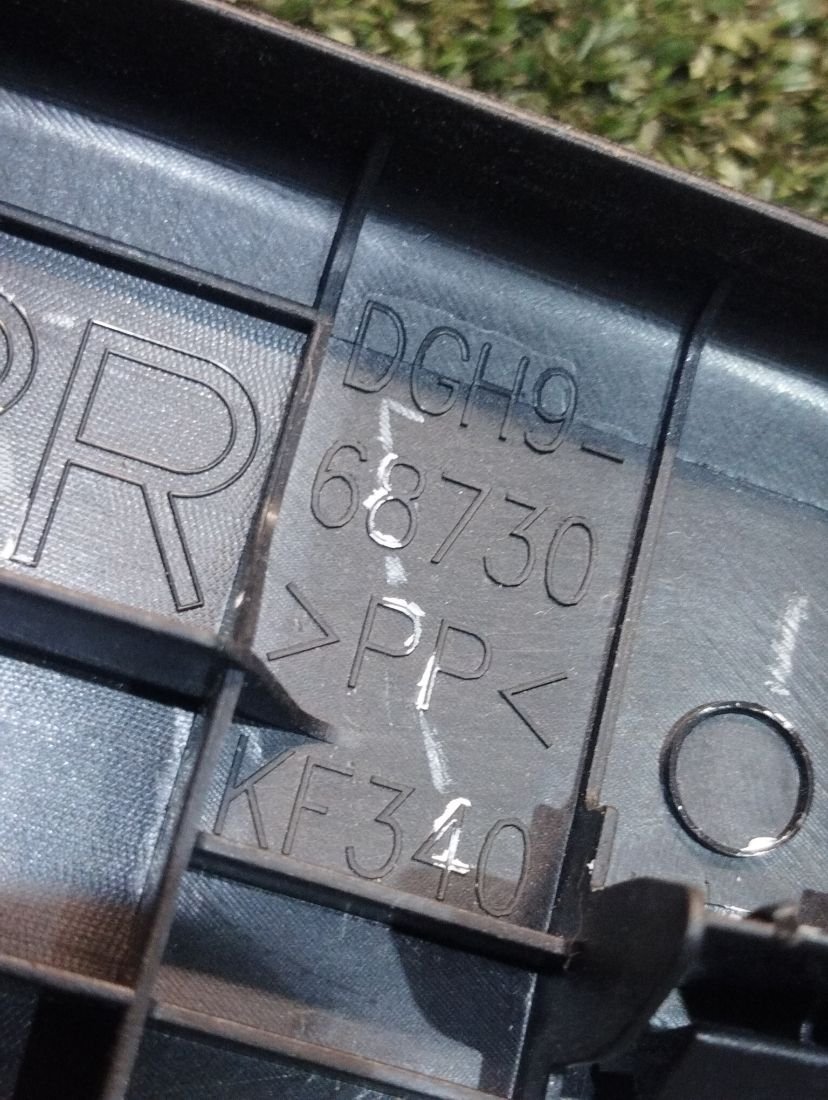 R
DGH9-
68730
>PP<
KF340